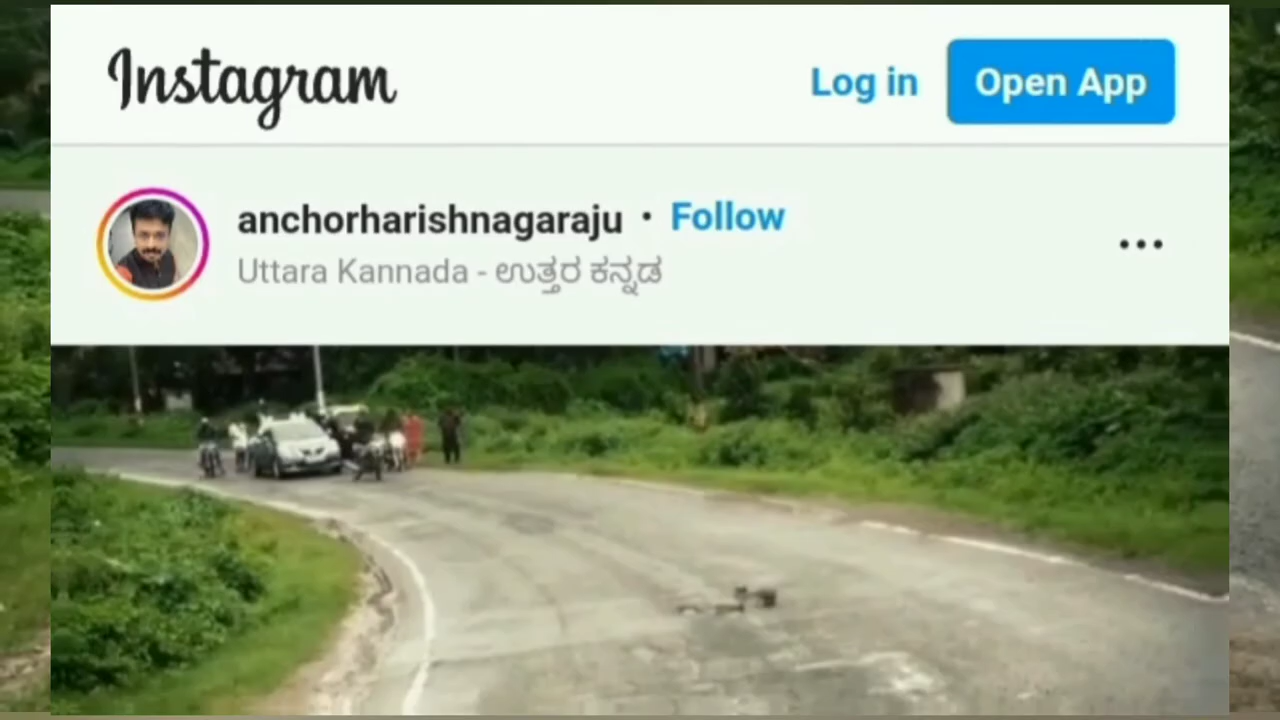 Instagram
Log in
Open App
anchorharishnagaraju • Follow
Uttara Kannada - ಉತ್ತರ ಕನ್ನಡ